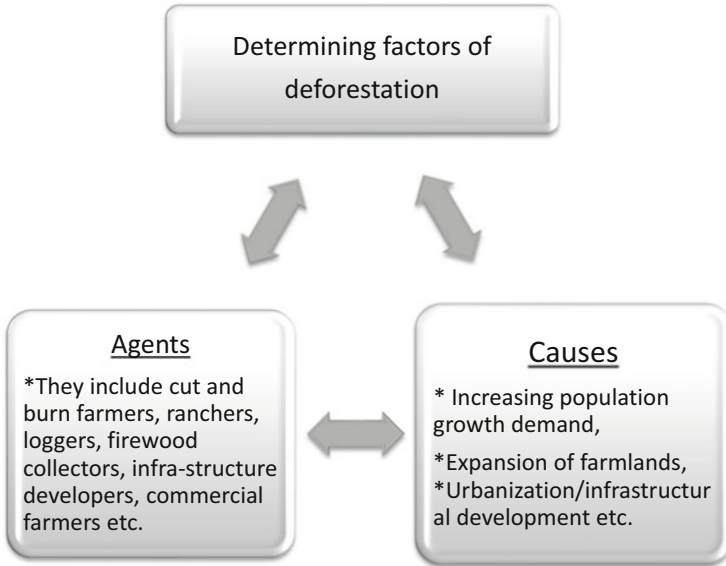 Determining factors of
deforestation
Agents
*They include cut and
burn farmers, ranchers,
loggers, firewood
collectors, infra-structure
developers, commercial
farmers etc.
Causes
* Increasing population
growth demand,
*Expansion of farmlands,
*Urbanization/infrastructur
al development etc.